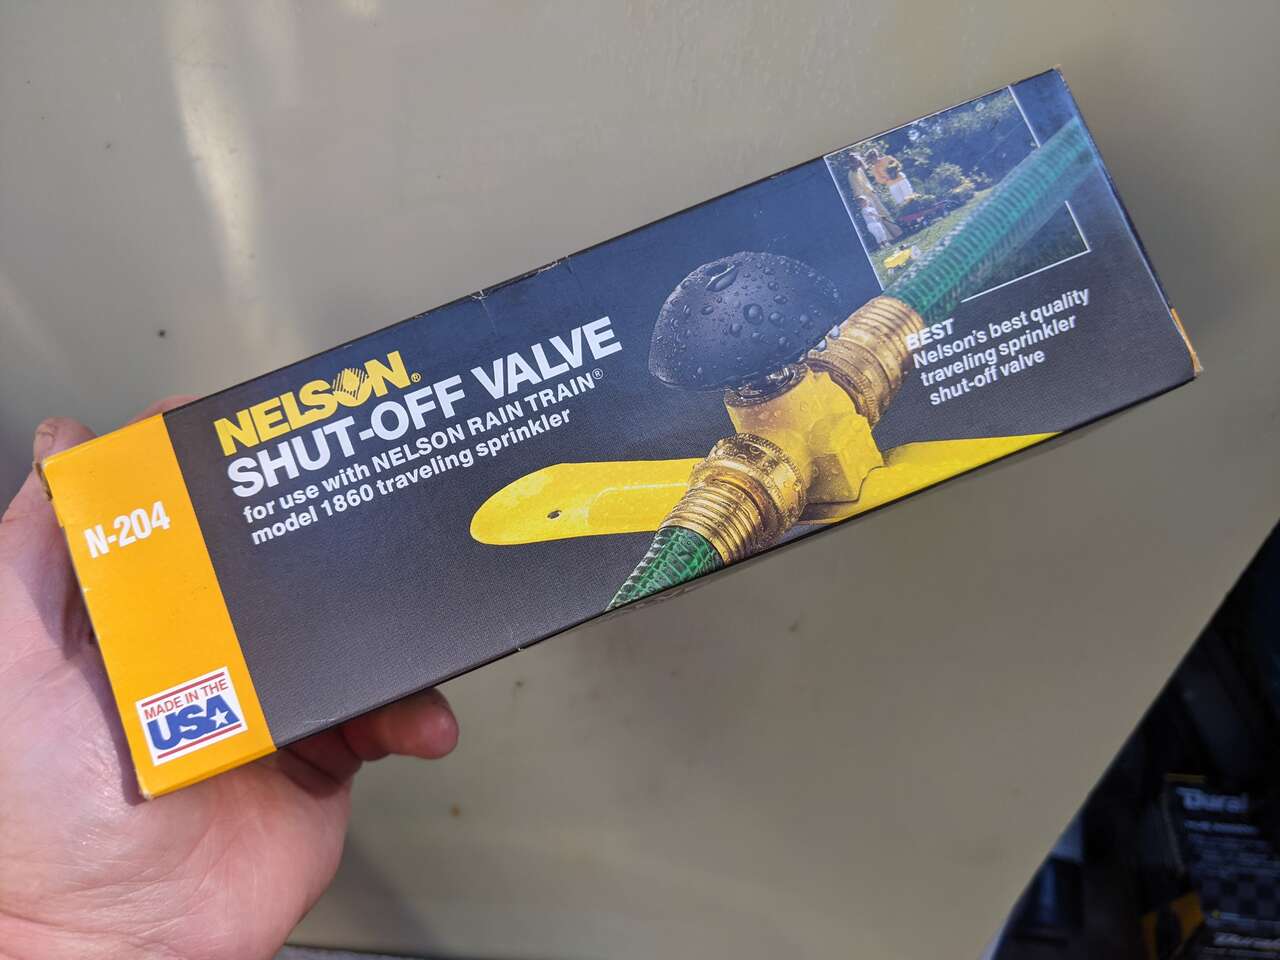 NELSON®
SHUT-OFF VALVE
for use with NELSON RAIN TRAIN®
model 1860 traveling sprinkler
BEST
Nelson's best quality
traveling sprinkler
shut-off valve
N-204
MADE IN THE
USA
Dural